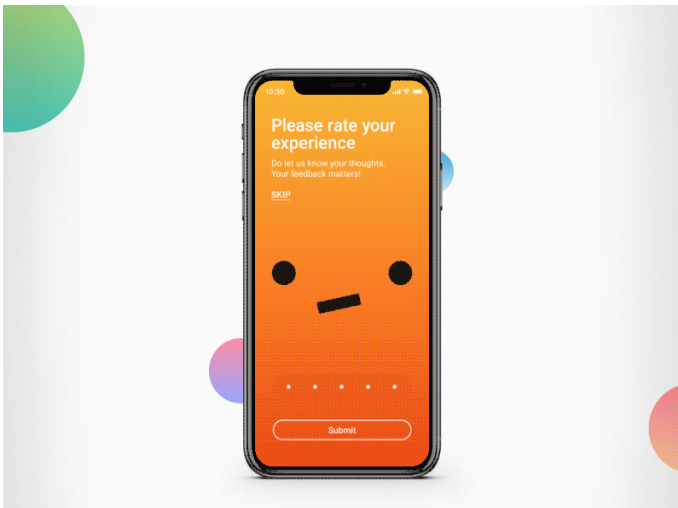 10:30
Please rate your
experience
Do let us know your thoughts.
Your feedback matters!
SKIP
Submit